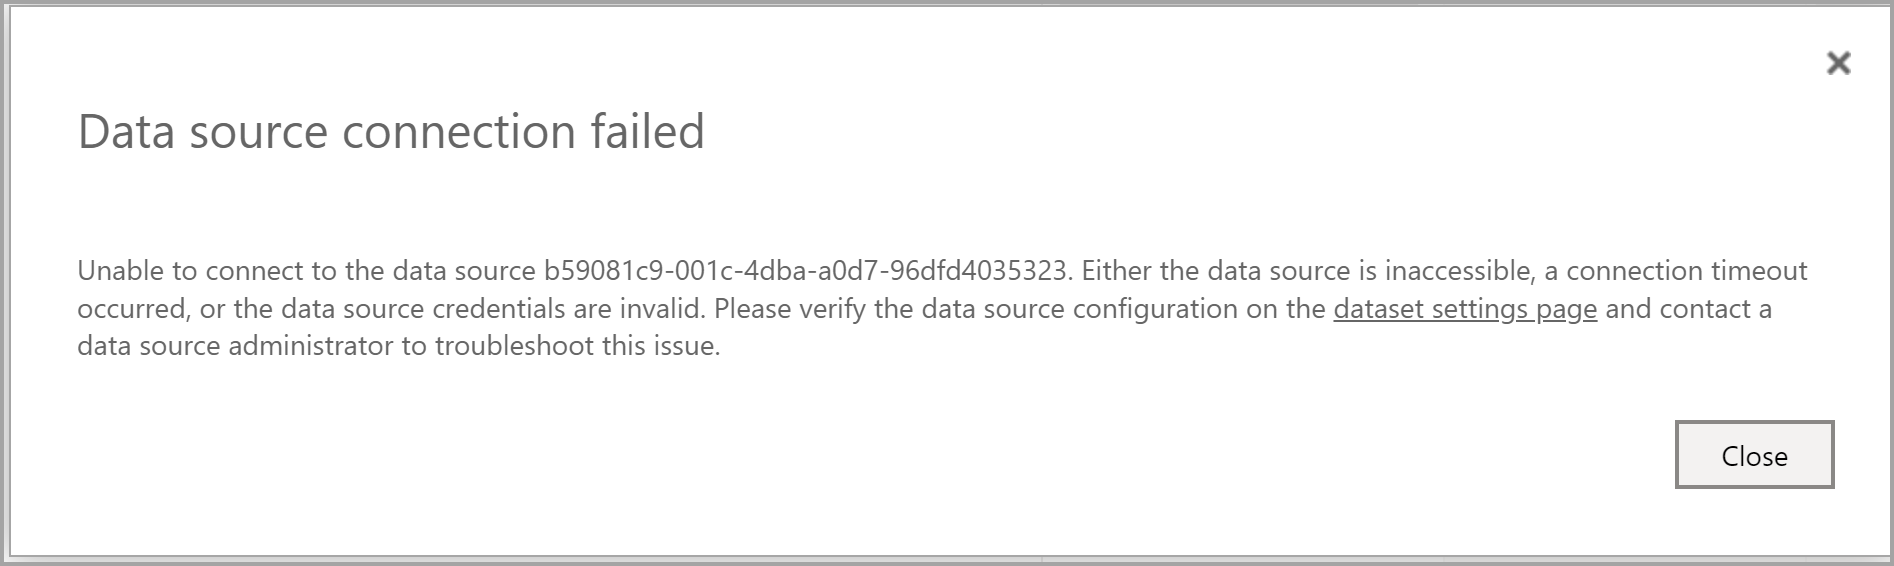 Data source connection failed
Unable to connect to the data source b59081c9-001c-4dba-a0d7-96dfd4035323. Either the data source is inaccessible, a connection timeout
occurred, or the data source credentials are invalid. Please verify the data source configuration on the dataset settings page and contact a
data source administrator to troubleshoot this issue.
Close